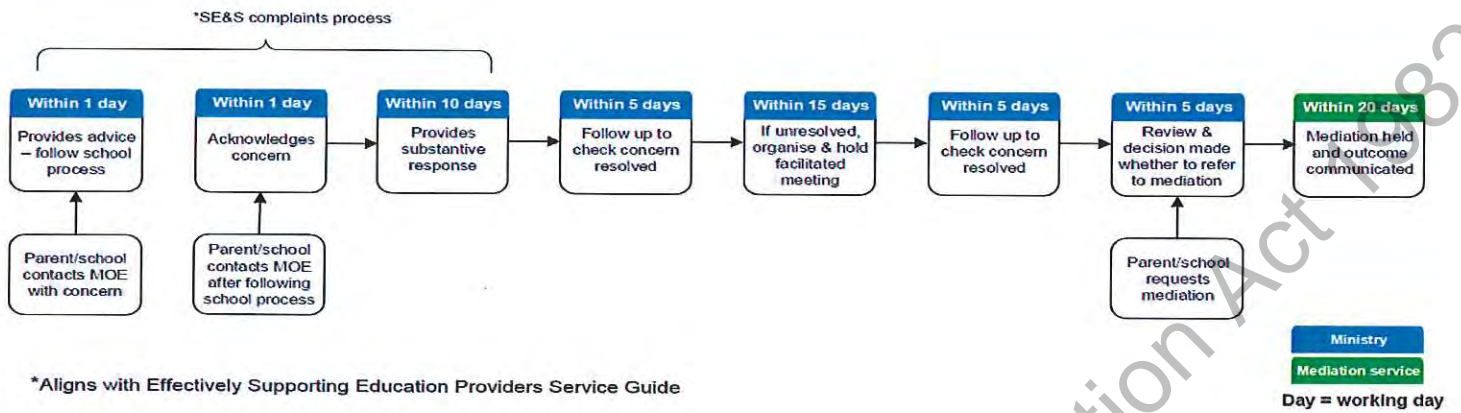 *SE&S complaints process
Within 1 day
Provides advice
– follow school
process
Within 1 day
Acknowledges
concern
Within 10 days
Provides
substantive
response
Within 5 days
Follow up to
check concern
resolved
Within 15 days
If unresolved,
organise & hold
facilitated
meeting
Within 5 days
Follow up to
check concern
resolved
Within 5 days
Review &
decision made
whether to refer
to mediation
Within 20 days
Mediation held
and outcome
communicated
Parent/school
contacts MOE
with concern
Parent/school
contacts MOE
after following
school process
Parent/school
requests
mediation
Ministry
Mediation service
Day = working day
*Aligns with Effectively Supporting Education Providers Service Guide
Act 1982